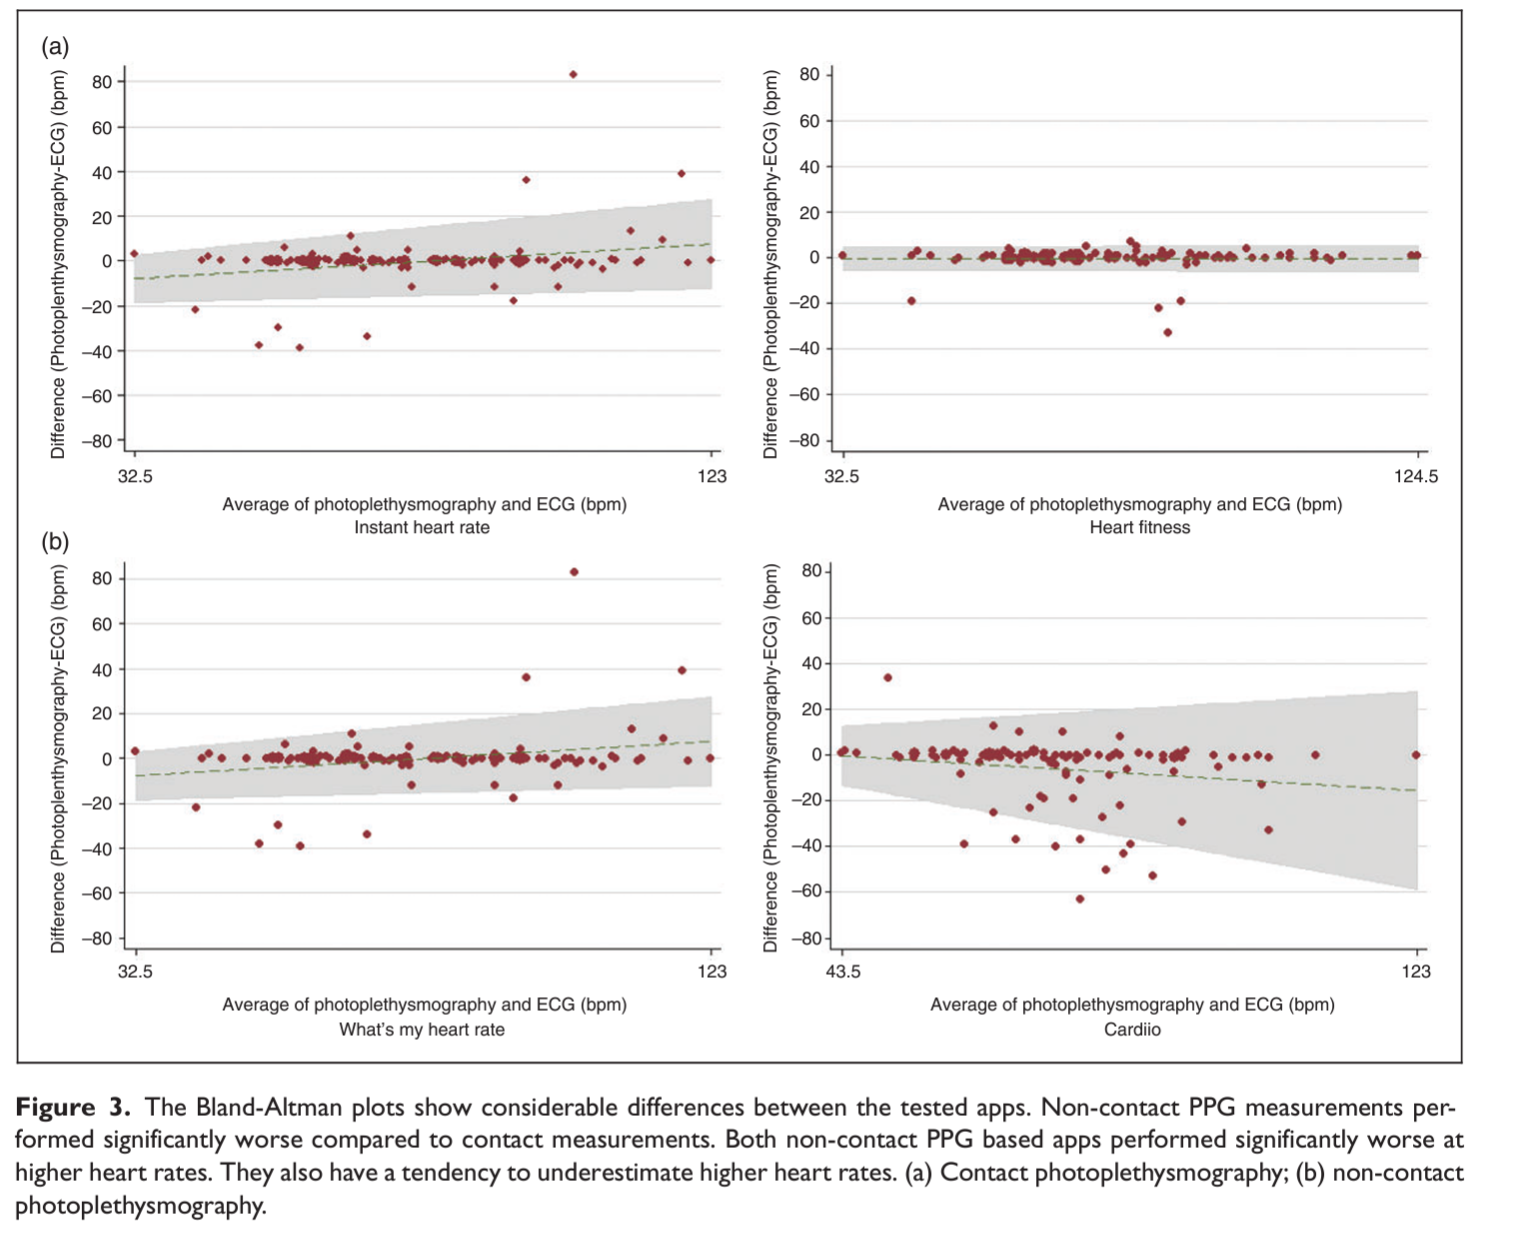 (a)
Difference (Photoplenthysmography-ECG) (bpm)
80
60
40
20
0
–20
–40
–60
–80
32.5
123
Average of photoplethysmography and ECG (bpm)
Instant heart rate
Difference (Photoplenthysmography-ECG) (bpm)
80
60
40
20
0
–20
–40
–60
–80
32.5
124.5
Average of photoplethysmography and ECG (bpm)
Heart fitness
(b)
Difference (Photoplenthysmography-ECG) (bpm)
80
60
40
20
0
–20
–40
–60
–80
32.5
123
Average of photoplethysmography and ECG (bpm)
What's my heart rate
Difference (Photoplenthysmography-ECG) (bpm)
80
60
40
20
0
–20
–40
–60
–80
43.5
123
Average of photoplethysmography and ECG (bpm)
Cardiio
Figure 3. The Bland-Altman plots show considerable differences between the tested apps. Non-contact PPG measurements per-
formed significantly worse compared to contact measurements. Both non-contact PPG based apps performed significantly worse at
higher heart rates. They also have a tendency to underestimate higher heart rates. (a) Contact photoplethysmography; (b) non-contact
photoplethysmography.